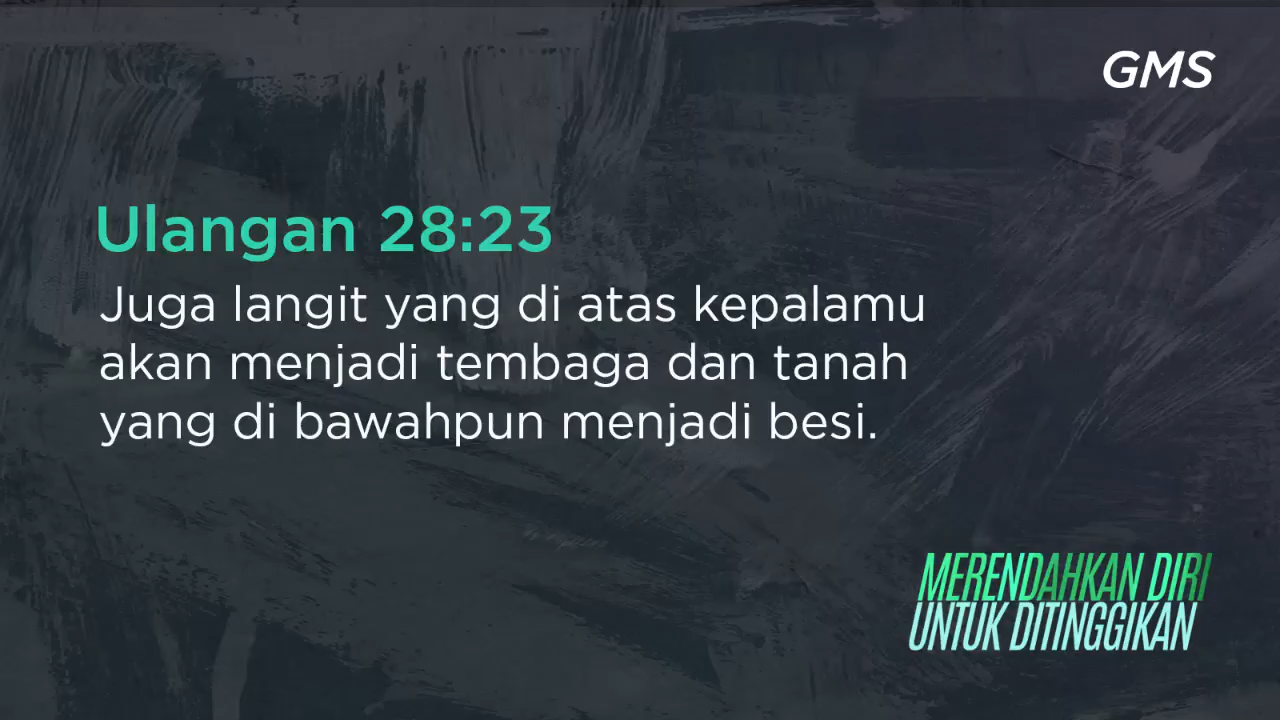 GMS
Ulangan 28:23
Juga langit yang di atas kepalamu
akan menjadi tembaga dan tanah
yang di bawahpun menjadi besi.
MERENDAHKAN DIRI
UNTUK DITINGGIKAN